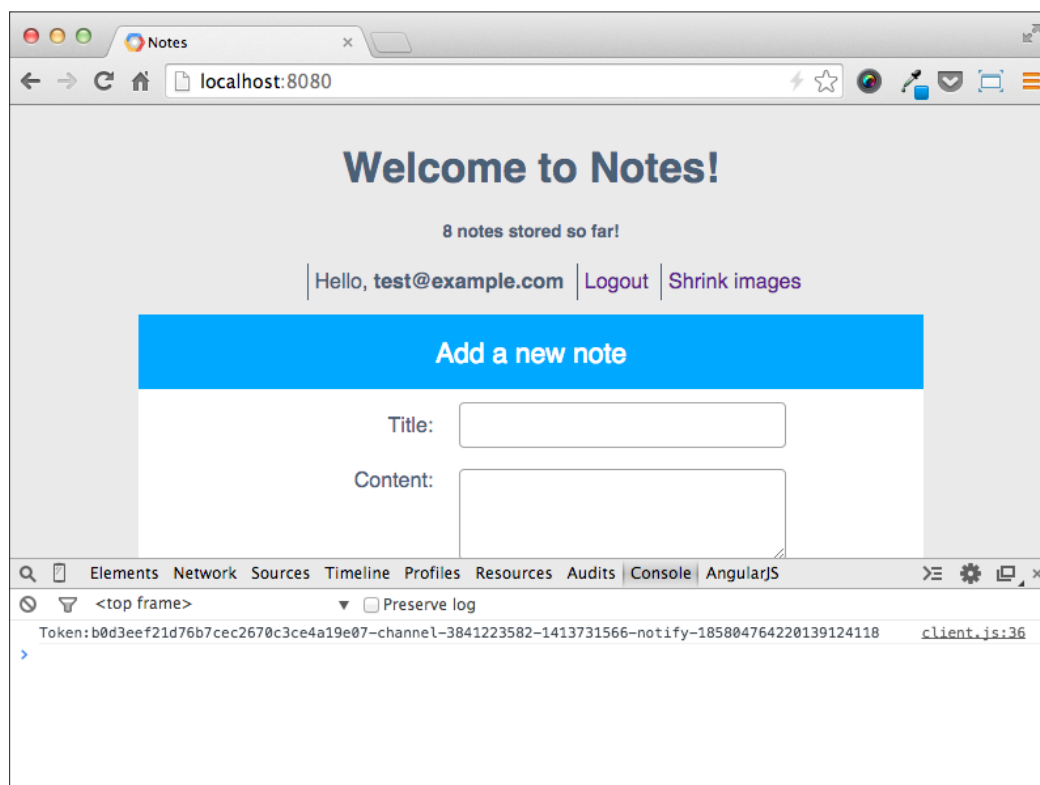 Notes
localhost:8080
Welcome to Notes!
8 notes stored so far!
Hello, test@example.com Logout Shrink images
Add a new note
Title:
Content:
Elements Network Sources Timeline Profiles Resources Audits Console AngularJS
<top frame> Preserve log
Token:b0d3eef21d76b7cec2670c3ce4a19e07-channel-3841223582-1413731566-notify-185804764220139124118 client.js:36